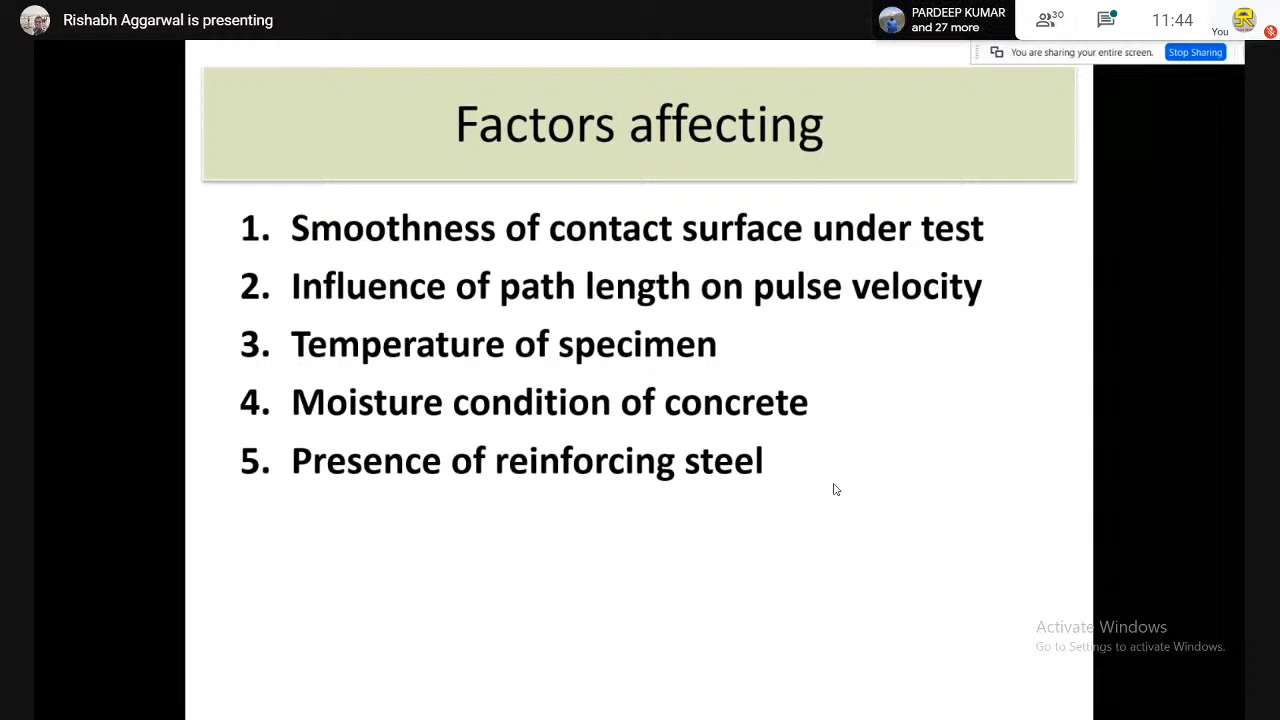 Rishabh Aggarwal is presenting
PARDEEP KUMAR
and 27 more
30
11:44
You
You are sharing your entire screen.
Stop Sharing
Factors affecting
1. Smoothness of contact surface under test
2. Influence of path length on pulse velocity
3. Temperature of specimen
4. Moisture condition of concrete
5. Presence of reinforcing steel
Activate Windows
Go to Settings to activate Windows.